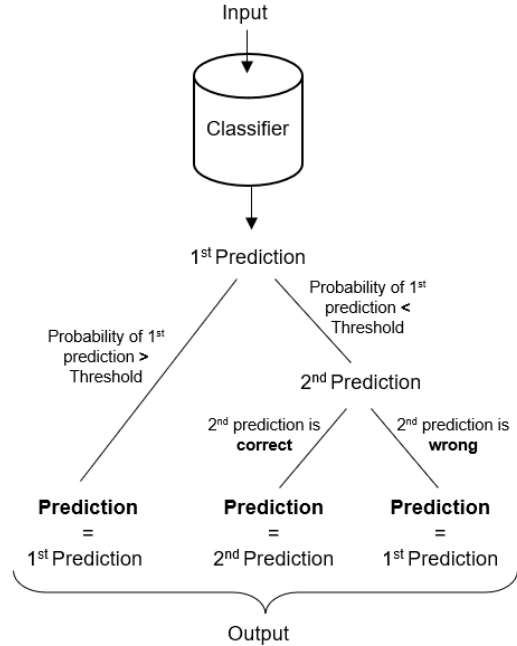 Input
Classifier
1st Prediction
Probability of 1st
prediction >
Threshold
Probability of 1st
prediction <
Threshold
2nd Prediction
2nd prediction is
correct
2nd prediction is
wrong
Prediction
=
1st Prediction
Prediction
=
2nd Prediction
Prediction
=
1st Prediction
Output